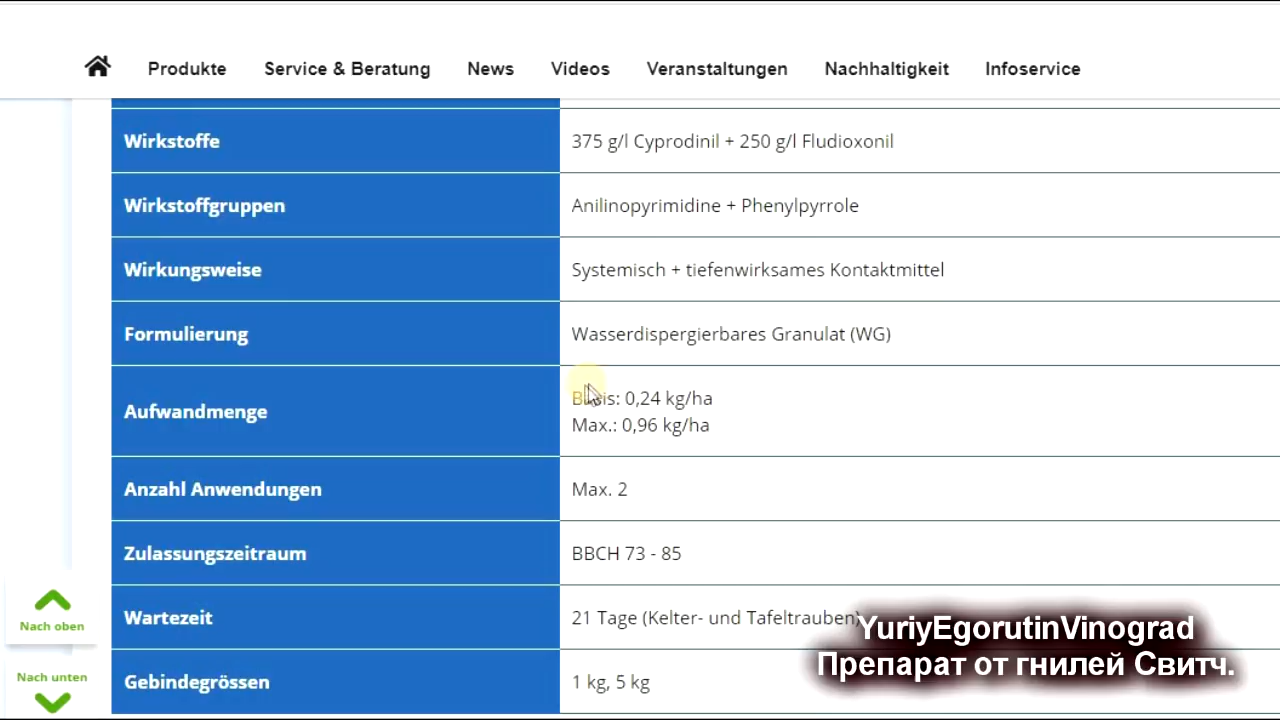 Produkte Service & Beratung News Videos Veranstaltungen Nachhaltigkeit Infoservice
Wirkstoffe 375 g/l Cyprodinil + 250 g/l Fludioxonil
Wirkstoffgruppen Anilinopyrimidine + Phenylpyrrole
Wirkungsweise Systemisch + tiefenwirksames Kontaktmittel
Formulierung Wasserdispergierbares Granulat (WG)
Aufwandmenge Basis: 0,24 kg/ha
Max.: 0,96 kg/ha
Anzahl Anwendungen Max. 2
Zulassungszeitraum BBCH 73 - 85
Wartezeit 21 Tage (Kelter- und Tafeltrauben)
Gebindegrössen 1 kg, 5 kg
Nach oben
Nach unten
YuriyEgorutinVinograd
Препарат от гнилей Свитч.